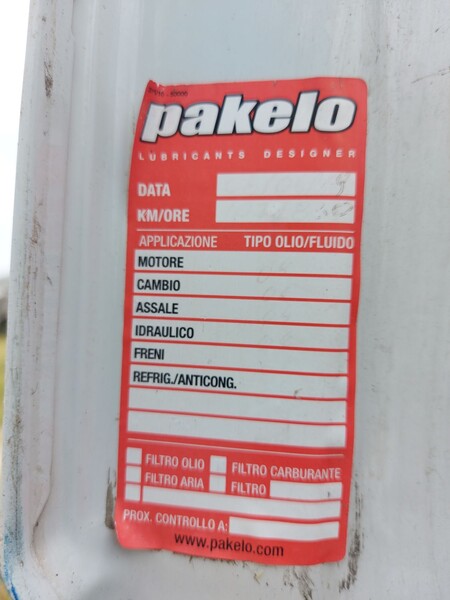 pakelo
LUBRICANTS DESIGNER
DATA
KM/ORE
APPLICAZIONE TIPO OLIO/FLUIDO
MOTORE
CAMBIO
ASSALE
IDRAULICO
FRENI
REFRIG./ANTICONG.
FILTRO OLIO FILTRO CARBURANTE
FILTRO ARIA FILTRO
PROX. CONTROLLO A:
www.pakelo.com